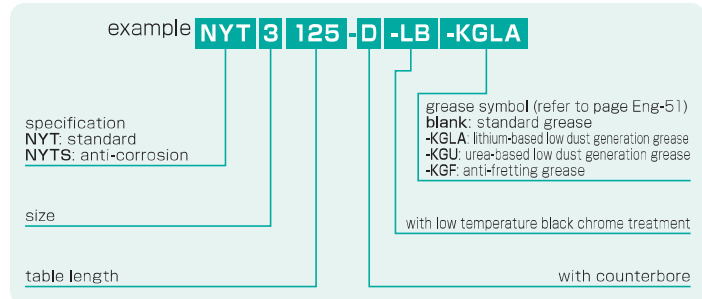 example NYT 3 125 -D -LB -KGLA
specification
NYT: standard
NYTS: anti-corrosion
size
table length
grease symbol (refer to page Eng-51)
blank: standard grease
-KGLA: lithium-based low dust generation grease
-KGU: urea-based low dust generation grease
-KGF: anti-fretting grease
with low temperature black chrome treatment
with counterbore